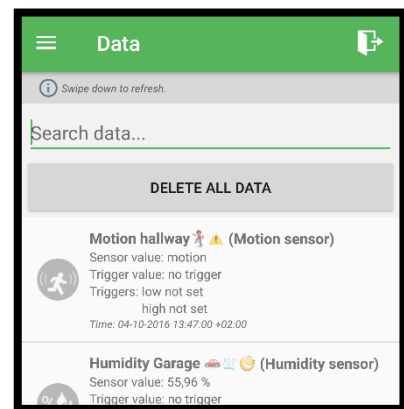 Data
Swipe down to refresh.
Search data...
DELETE ALL DATA
Motion hallway🚶⚠️ (Motion sensor)
Sensor value: motion
Trigger value: no trigger
Triggers: low not set
high not set
Time: 04-10-2016 13:47:00 +02:00
Humidity Garage (Humidity sensor)
Sensor value: 55,96 %
Trigger value: no trigger